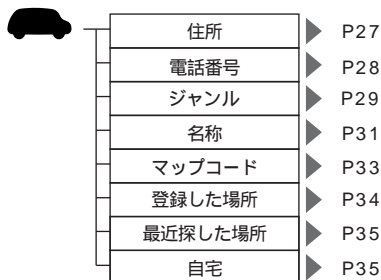 住所 P27
電話番号 P28
ジャンル P29
名称 P31
マップコード P33
登録した場所 P34
最近探した場所 P35
自宅 P35